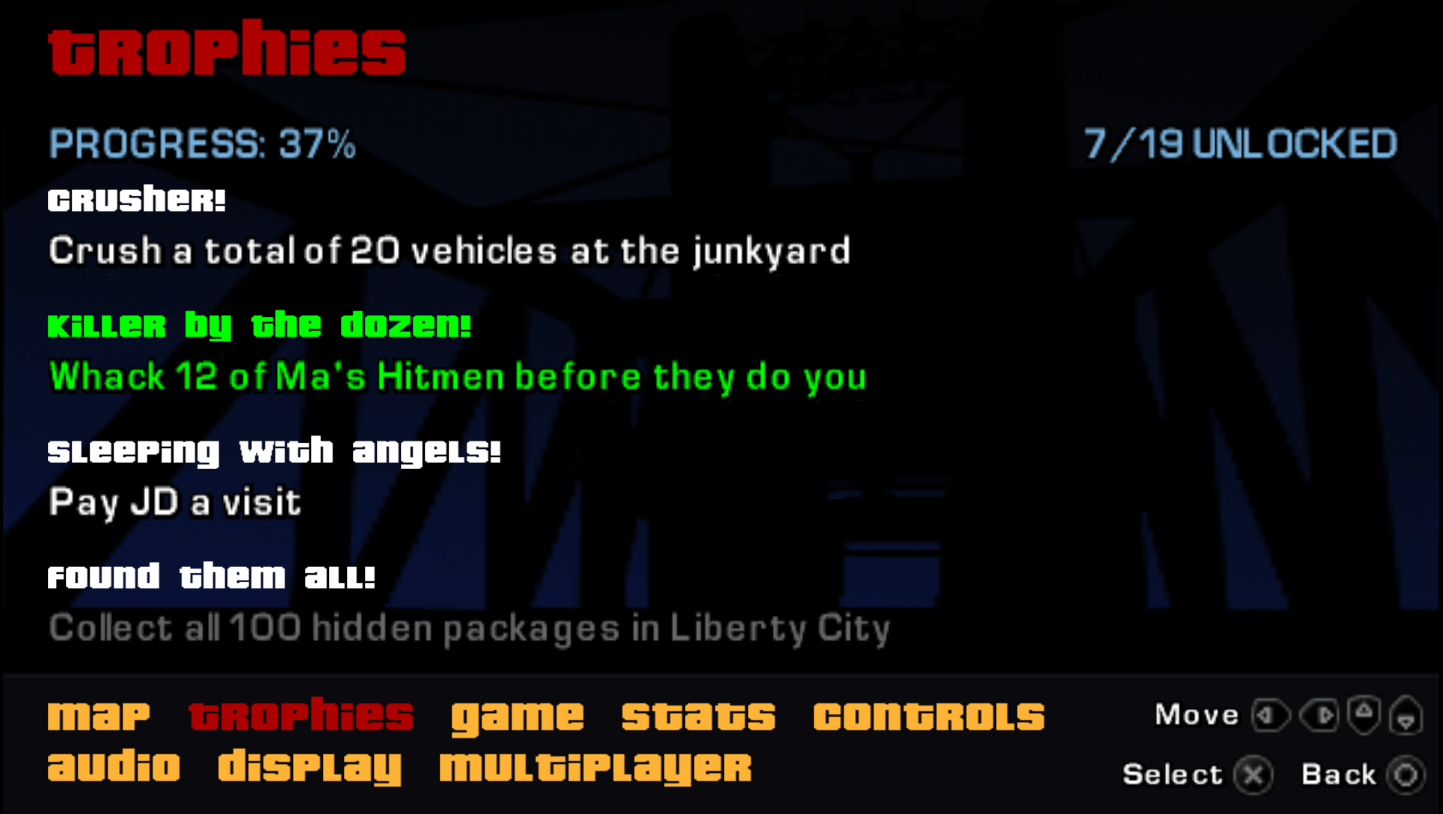 TROPHIES
PROGRESS: 37%
7/19 UNLOCKED
CRUSHER!
Crush a total of 20 vehicles at the junkyard
KILLER by the dozen!
Whack 12 of Ma's Hitmen before they do you
SLEEPING with angels!
Pay JD a visit
FOUND them ALL!
Collect all 100 hidden packages in Liberty City
map TROPHIES game stats CONTROLS
Move
audio display multiplayer
Select Back